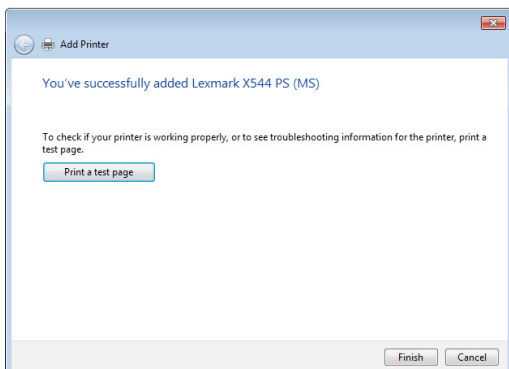 Add Printer
You've successfully added Lexmark X544 PS (MS)
To check if your printer is working properly, or to see troubleshooting information for the printer, print a
test page.
Print a test page
Finish Cancel